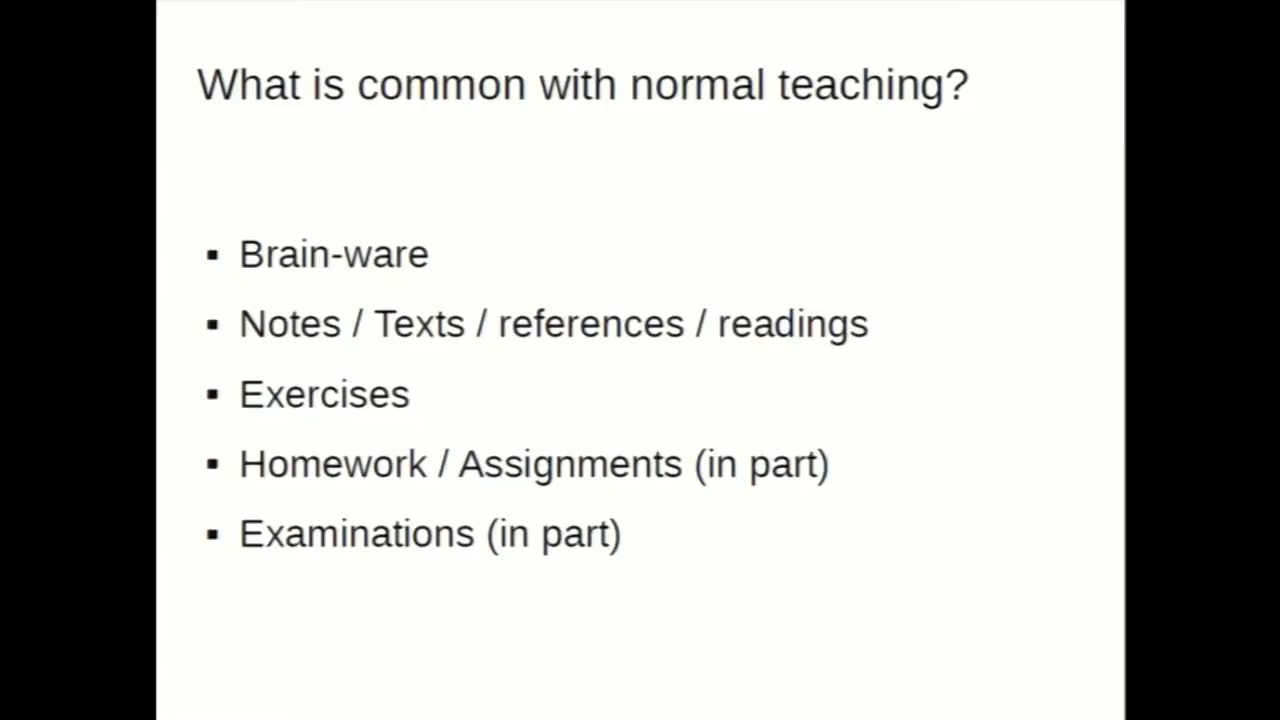 What is common with normal teaching?
▪ Brain-ware
▪ Notes / Texts / references / readings
▪ Exercises
▪ Homework / Assignments (in part)
▪ Examinations (in part)